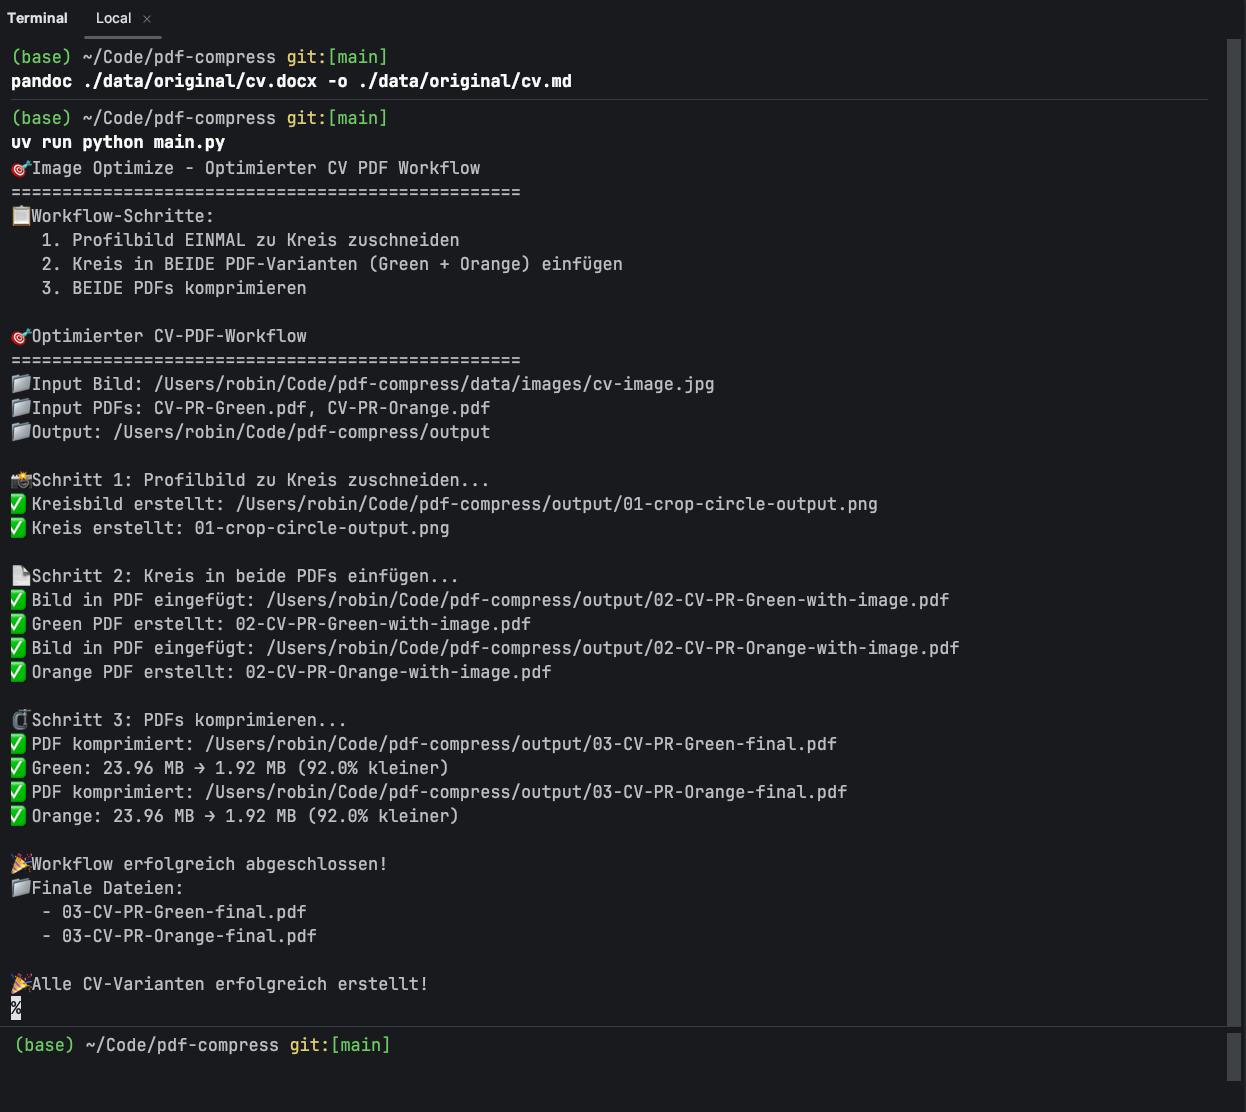 Terminal Local ×
(base) ~/Code/pdf-compress git:[main]
pandoc ./data/original/cv.docx -o ./data/original/cv.md
(base) ~/Code/pdf-compress git:[main]
uv run python main.py
🎯Image Optimize - Optimierter CV PDF Workflow
==================================================
📋Workflow-Schritte:
   1. Profilbild EINMAL zu Kreis zuschneiden
   2. Kreis in BEIDE PDF-Varianten (Green + Orange) einfügen
   3. BEIDE PDFs komprimieren

🎯Optimierter CV-PDF-Workflow
==================================================
📁Input Bild: /Users/robin/Code/pdf-compress/data/images/cv-image.jpg
📁Input PDFs: CV-PR-Green.pdf, CV-PR-Orange.pdf
📁Output: /Users/robin/Code/pdf-compress/output

📸Schritt 1: Profilbild zu Kreis zuschneiden...
✅ Kreisbild erstellt: /Users/robin/Code/pdf-compress/output/01-crop-circle-output.png
✅ Kreis erstellt: 01-crop-circle-output.png

📄Schritt 2: Kreis in beide PDFs einfügen...
✅ Bild in PDF eingefügt: /Users/robin/Code/pdf-compress/output/02-CV-PR-Green-with-image.pdf
✅ Green PDF erstellt: 02-CV-PR-Green-with-image.pdf
✅ Bild in PDF eingefügt: /Users/robin/Code/pdf-compress/output/02-CV-PR-Orange-with-image.pdf
✅ Orange PDF erstellt: 02-CV-PR-Orange-with-image.pdf

🗜️Schritt 3: PDFs komprimieren...
✅ PDF komprimiert: /Users/robin/Code/pdf-compress/output/03-CV-PR-Green-final.pdf
✅ Green: 23.96 MB → 1.92 MB (92.0% kleiner)
✅ PDF komprimiert: /Users/robin/Code/pdf-compress/output/03-CV-PR-Orange-final.pdf
✅ Orange: 23.96 MB → 1.92 MB (92.0% kleiner)

🎉Workflow erfolgreich abgeschlossen!
📁Finale Dateien:
   - 03-CV-PR-Green-final.pdf
   - 03-CV-PR-Orange-final.pdf

🎉Alle CV-Varianten erfolgreich erstellt!
%
(base) ~/Code/pdf-compress git:[main]